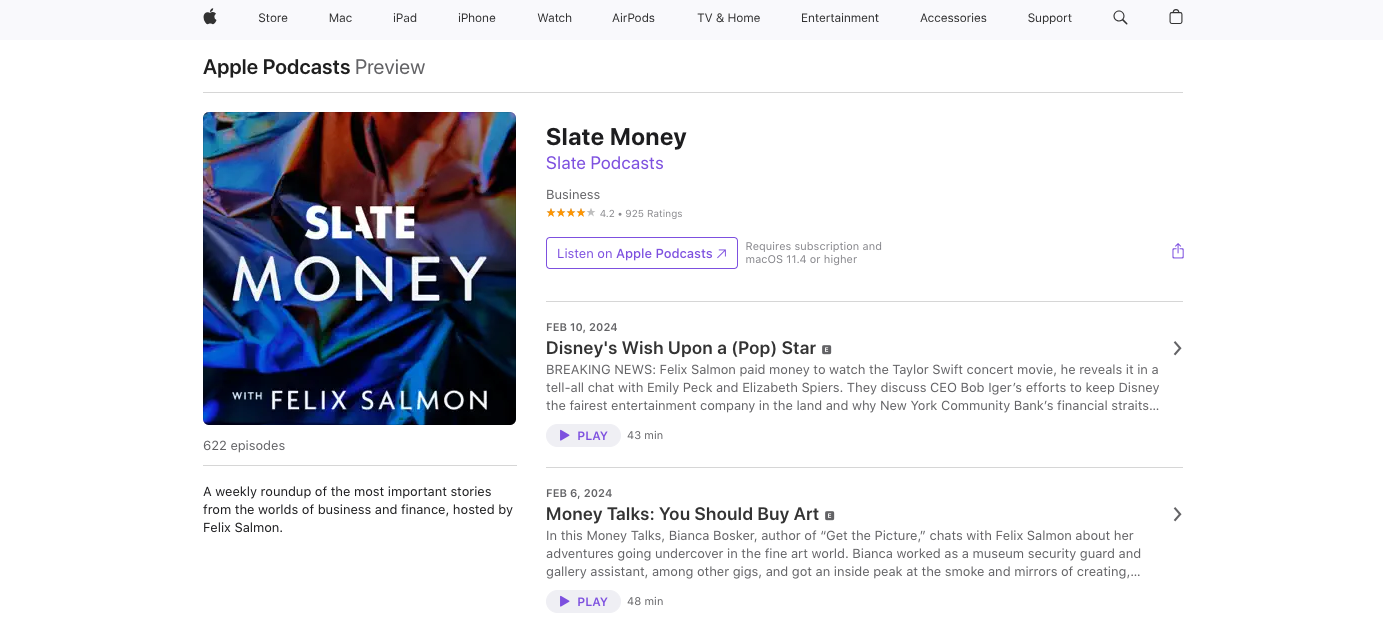 Store Mac iPad iPhone Watch AirPods TV & Home Entertainment Accessories Support
Apple Podcasts Preview
SLATE
MONEY
WITH FELIX SALMON
622 episodes
A weekly roundup of the most important stories
from the worlds of business and finance, hosted by
Felix Salmon.
Slate Money
Slate Podcasts
Business
4.2 • 925 Ratings
Listen on Apple Podcasts
Requires subscription and
macOS 11.4 or higher
FEB 10, 2024
Disney's Wish Upon a (Pop) Star E
BREAKING NEWS: Felix Salmon paid money to watch the Taylor Swift concert movie, he reveals it in a
tell-all chat with Emily Peck and Elizabeth Spiers. They discuss CEO Bob Iger’s efforts to keep Disney
the fairest entertainment company in the land and why New York Community Bank’s financial straits…
PLAY 43 min
FEB 6, 2024
Money Talks: You Should Buy Art E
In this Money Talks, Bianca Bosker, author of “Get the Picture,” chats with Felix Salmon about her
adventures going undercover in the fine art world. Bianca worked as a museum security guard and
gallery assistant, among other gigs, and got an inside peak at the smoke and mirrors of creating,…
PLAY 48 min